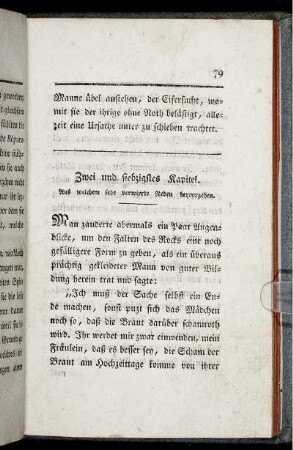 79
Manne übel anstehen, der Eifersucht, wo-
mit sie der ihrige ohne Noth belästigt, alle-
zeit eine Ursache unter zu schieben trachtet.
Zwei und siebzigstes Kapitel.
Aus welchem sehr verwirrte Reden hervorgehen.
Man zauderte abermals ein Paar Augen-
blicke, um den Falten des Rocks eine noch
gefälligere Form zu geben, als ein überaus
prächtig gekleideter Mann von guter Bil-
dung herein trat und sagte:
„Ich muß der Sache selbst ein En-
de machen, sonst putzt sich das Mädchen
noch so, daß die Braut darüber schamroth
wird. Ihr werdet mir zwar einwenden, mein
Fräulein, daß es besser sey, die Scham der
Braut am Hochzeittage komme von ihrer